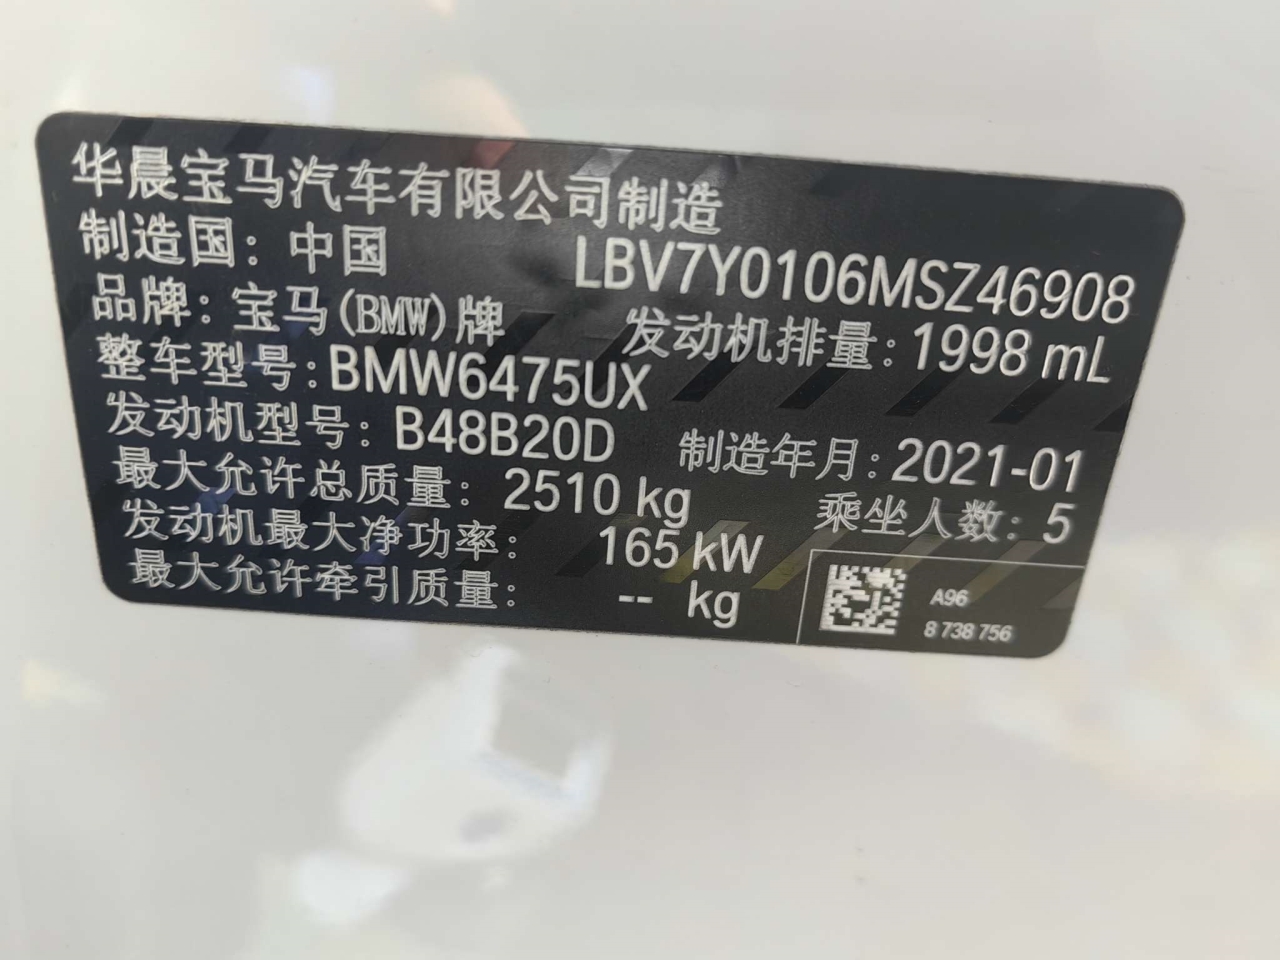 华晨宝马汽车有限公司制造
制造国：中国
LBV7Y0106MSZ46908
品牌：宝马(BMW)牌
发动机排量：1998 mL
整车型号：BMW6475UX
发动机型号：B48B20D
制造年月：2021-01
最大允许总质量：2510 kg
乘坐人数：5
发动机最大净功率：165 kW
最大允许牵引质量：-- kg
A96
8 738 756